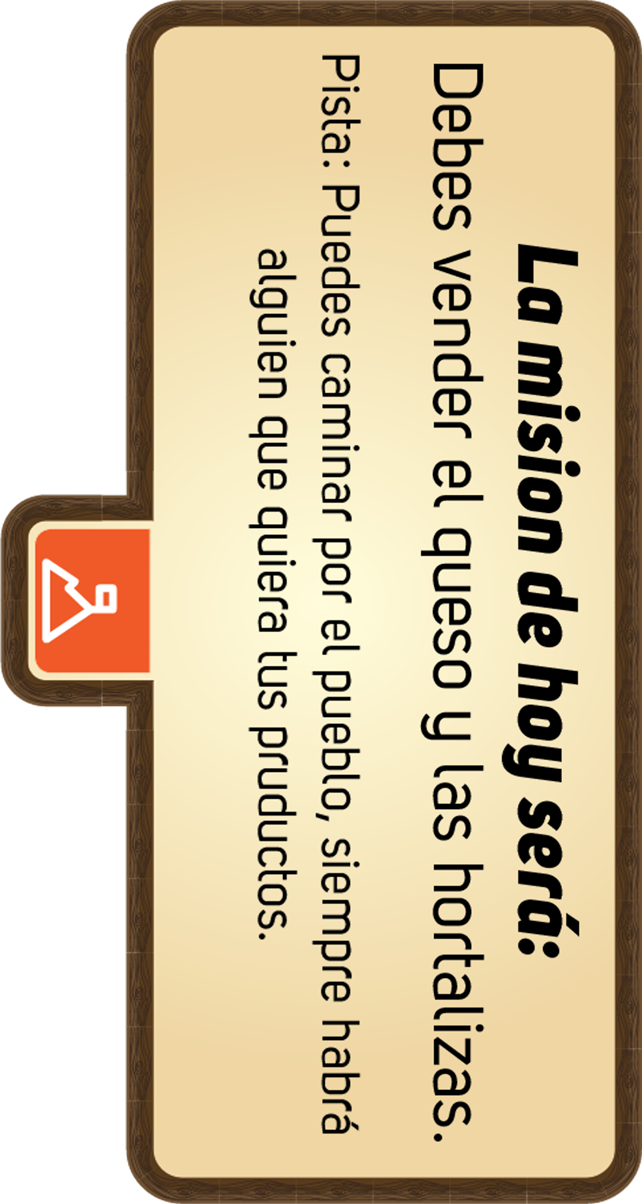 La mision de hoy será:
Debes vender el queso y las hortalizas.
Pista: Puedes caminar por el pueblo, siempre habrá
alguien que quiera tus pruductos.